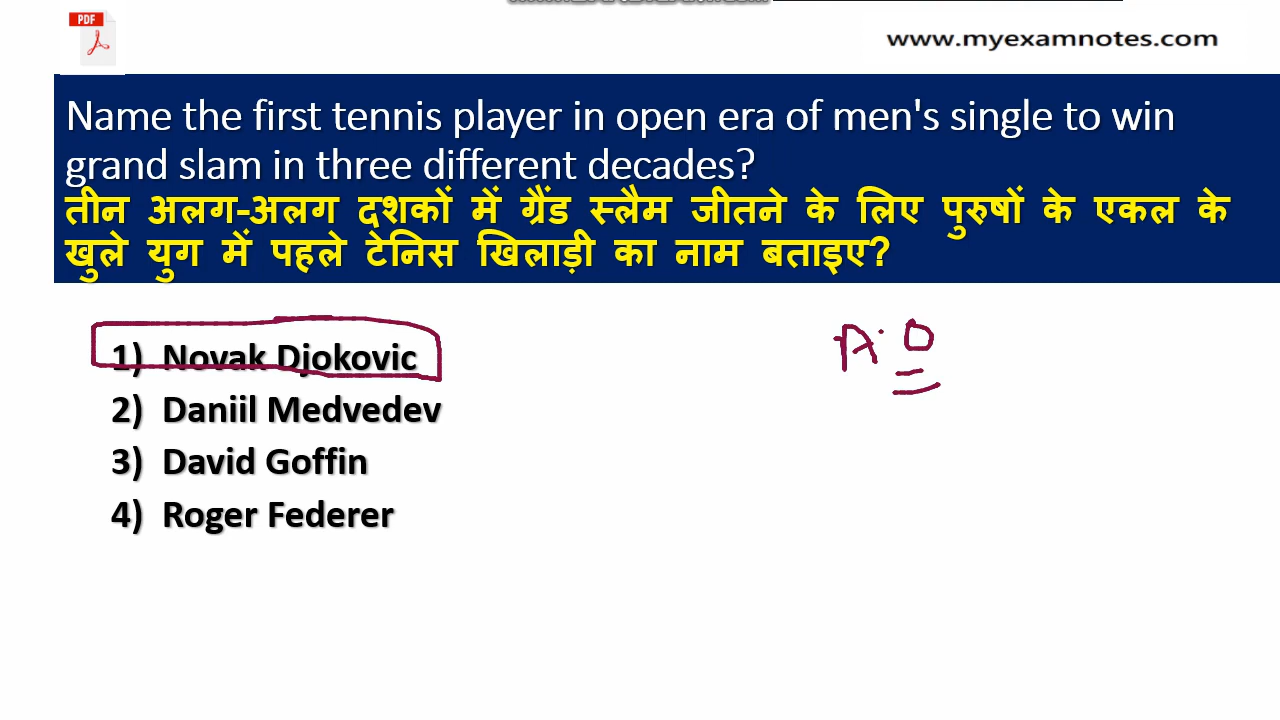 PDF
www.myexamnotes.com
Name the first tennis player in open era of men's single to win
grand slam in three different decades?
तीन अलग-अलग दशकों में ग्रैंड स्लैम जीतने के लिए पुरुषों के एकल के
खुले युग में पहले टेनिस खिलाड़ी का नाम बताइए?
1) Novak Djokovic
A·O
2) Daniil Medvedev
3) David Goffin
4) Roger Federer